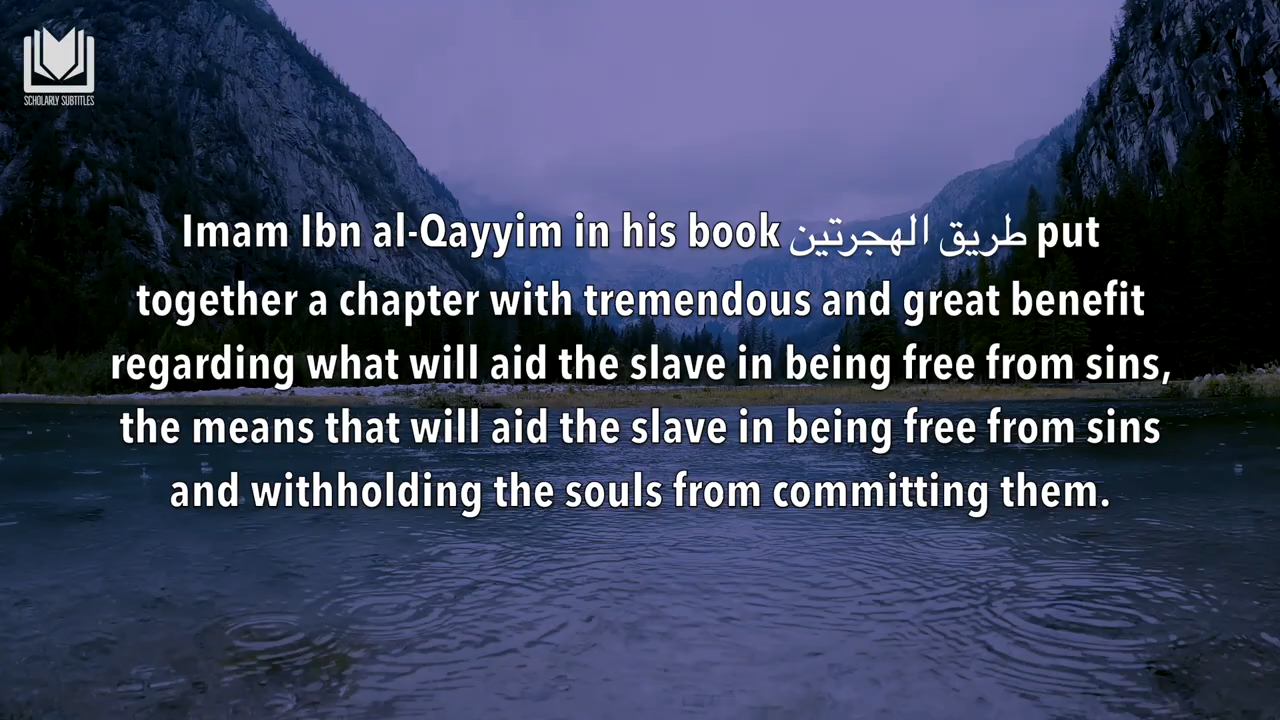 SCHOLARLY SUBTITLES
Imam Ibn al-Qayyim in his book طريق الهجرتين put
together a chapter with tremendous and great benefit
regarding what will aid the slave in being free from sins,
the means that will aid the slave in being free from sins
and withholding the souls from committing them.